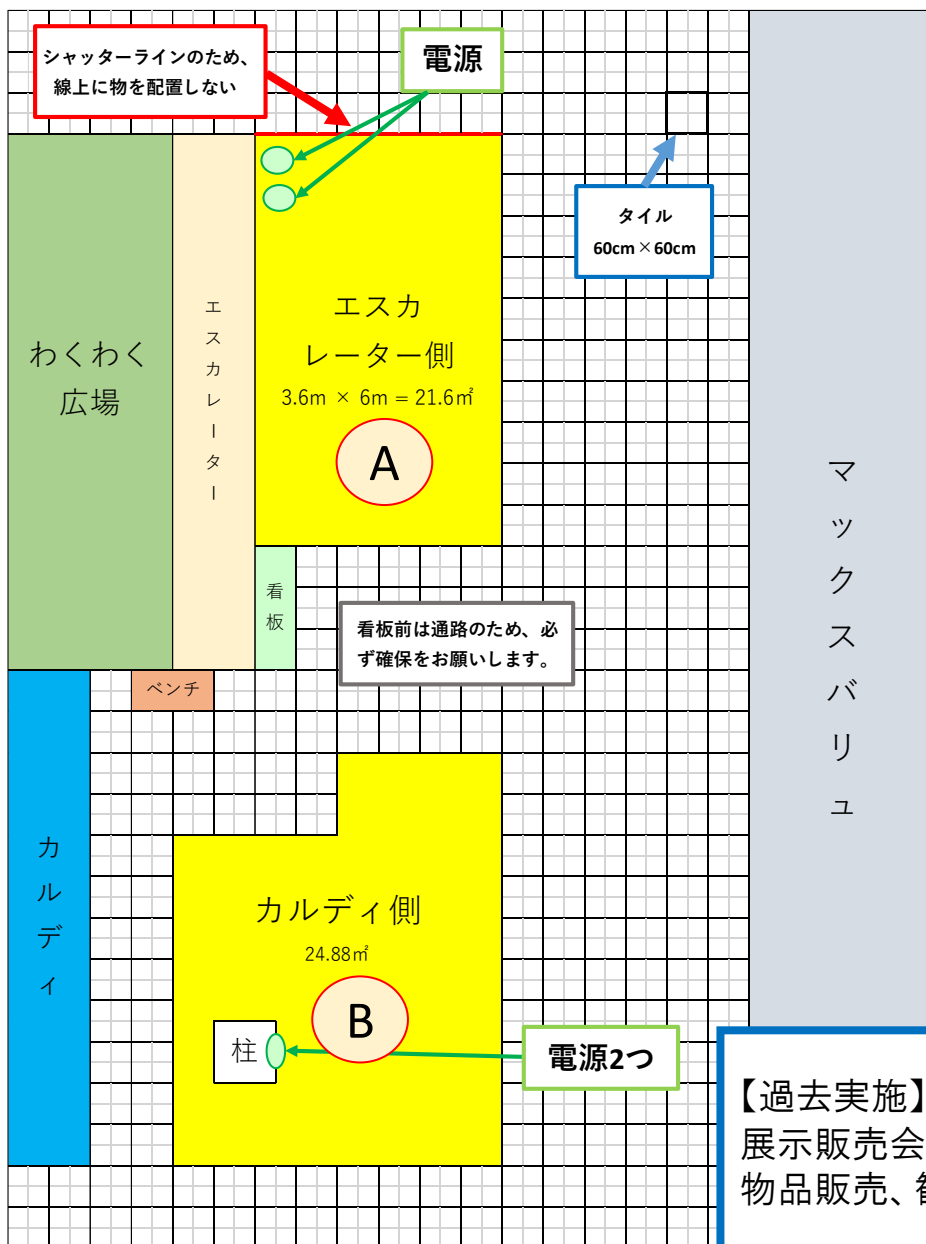 シャッターラインのため、
線上に物を配置しない
電源
タイル
60cm×60cm
わくわく
広場
エスカレーター
エスカ
レーター側
3.6m × 6m = 21.6㎡
A
マックスバリュ
看板
看板前は通路のため、必
ず確保をお願いします。
ベンチ
カルディ
カルディ側
24.88㎡
B
柱
電源2つ
【過去実施】
展示販売会
物品販売、